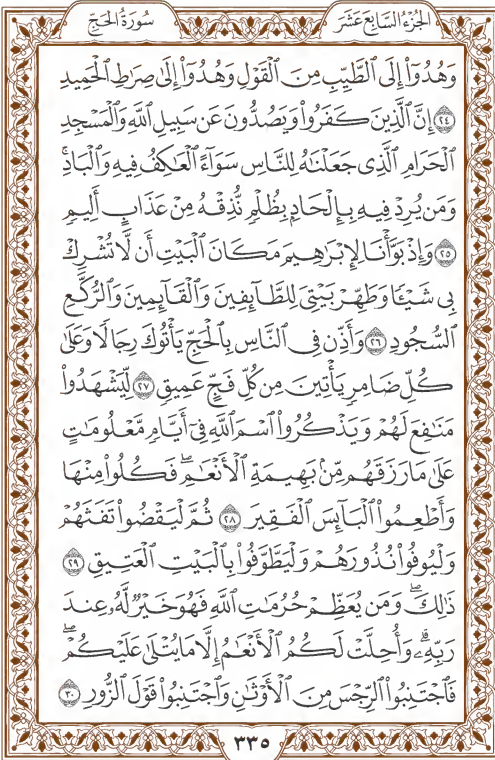 الجزء السابع عشر
سورة الحج
وَهُدُوٓا۟ إِلَى ٱلطَّيِّبِ مِنَ ٱلْقَوْلِ وَهُدُوٓا۟ إِلَىٰ صِرَٰطِ ٱلْحَمِيدِ
٢٤ إِنَّ ٱلَّذِينَ كَفَرُوا۟ وَيَصُدُّونَ عَن سَبِيلِ ٱللَّهِ وَٱلْمَسْجِدِ
ٱلْحَرَامِ ٱلَّذِى جَعَلْنَٰهُ لِلنَّاسِ سَوَآءً ٱلْعَٰكِفُ فِيهِ وَٱلْبَادِ ۚ
وَمَن يُرِدْ فِيهِ بِإِلْحَادٍۭ بِظُلْمٍ نُّذِقْهُ مِنْ عَذَابٍ أَلِيمٍ
٢٥ وَإِذْ بَوَّأْنَا لِإِبْرَٰهِيمَ مَكَانَ ٱلْبَيْتِ أَن لَّا تُشْرِكْ
بِى شَيْـًٔا وَطَهِّرْ بَيْتِىَ لِلطَّآئِفِينَ وَٱلْقَآئِمِينَ وَٱلرُّكَّعِ
ٱلسُّجُودِ ٢٦ وَأَذِّن فِى ٱلنَّاسِ بِٱلْحَجِّ يَأْتُوكَ رِجَالًا وَعَلَىٰ
كُلِّ ضَامِرٍ يَأْتِينَ مِن كُلِّ فَجٍّ عَمِيقٍ ٢٧ لِّيَشْهَدُوا۟
مَنَٰفِعَ لَهُمْ وَيَذْكُرُوا۟ ٱسْمَ ٱللَّهِ فِىٓ أَيَّامٍ مَّعْلُومَٰتٍ
عَلَىٰ مَا رَزَقَهُم مِّنۢ بَهِيمَةِ ٱلْأَنْعَٰمِ ۖ فَكُلُوا۟ مِنْهَا
وَأَطْعِمُوا۟ ٱلْبَآئِسَ ٱلْفَقِيرَ ٢٨ ثُمَّ لْيَقْضُوا۟ تَفَثَهُمْ
وَلْيُوفُوا۟ نُذُورَهُمْ وَلْيَطَّوَّفُوا۟ بِٱلْبَيْتِ ٱلْعَتِيقِ ٢٩
ذَٰلِكَ ۖ وَمَن يُعَظِّمْ حُرُمَٰتِ ٱللَّهِ فَهُوَ خَيْرٌ لَّهُۥ عِندَ
رَبِّهِۦ ۗ وَأُحِلَّتْ لَكُمُ ٱلْأَنْعَٰمُ إِلَّا مَا يُتْلَىٰ عَلَيْكُمْ ۖ
فَٱجْتَنِبُوا۟ ٱلرِّجْسَ مِنَ ٱلْأَوْثَٰنِ وَٱجْتَنِبُوا۟ قَوْلَ ٱلزُّورِ ٣٠
٣٣٥